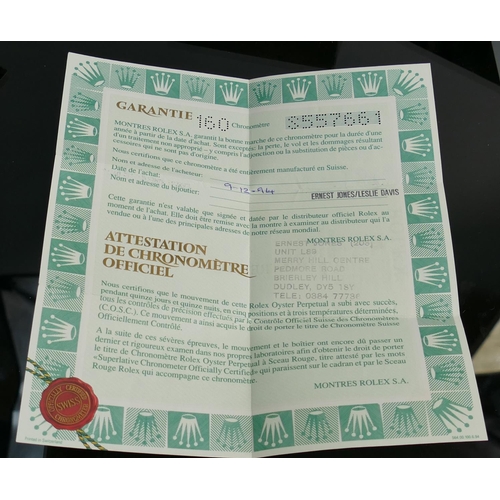 GARANTIE 160 Chronomètre
MONTRES ROLEX S.A. garantit la bonne marche de ce chronomètre pour la durée d'une
année à partir de la date d'achat. Sont exceptés: la perte, le vol et les dommages résultant
d'un traitement non approprié - y compris l'adjonction ou la substitution de pièces ou d'ac-
cessoires qui ne sont pas d'origine.
Nous certifions que ce chronomètre a été entièrement manufacturé en Suisse.
Nom et adresse de l'acheteur:
Date de l'achat: 9-12-94
Nom et adresse du bijoutier: ERNEST JONES/LESLIE DAVIS
Cette garantie n'est valable que signée et datée par le distributeur officiel Rolex au
moment de l'achat. Elle doit être remise avec la montre à examiner au distributeur qui l'a
vendue ou à l'une des principales adresses de notre réseau mondial.
MONTRES ROLEX S.A.
UNIT L69
MERRY HILL CENTRE
PEDMORE ROAD
BRIERLEY HILL
DUDLEY, DY5 1SY
ATTESTATION
DE CHRONOMÈTRE
OFFICIEL
Nous certifions que le mouvement de cette Rolex Oyster Perpetual a subi avec succès,
pendant quinze jours et quinze nuits, en cinq positions et à trois températures déterminées,
tous les contrôles de précision effectués par le Contrôle Officiel Suisse des Chronomètres
(C.O.S.C.). Ce mouvement a ainsi acquis le droit de porter le titre de Chronomètre Suisse
Officiellement Contrôlé.
A la suite de ces sévères épreuves, le mouvement et le boîtier ont encore dû passer un
dernier et rigoureux examen dans nos propres laboratoires afin d'obtenir le droit de porter
le titre de Chronomètre Rolex à Sceau Rouge, titre attesté par les mots
«Superlative Chronometer Officially Certified» qui paraissent sur le cadran et par le Sceau
Rouge Rolex qui accompagne ce chronomètre.
MONTRES ROLEX S.A.
OFFICIALLY CERTIFIED
SWISS